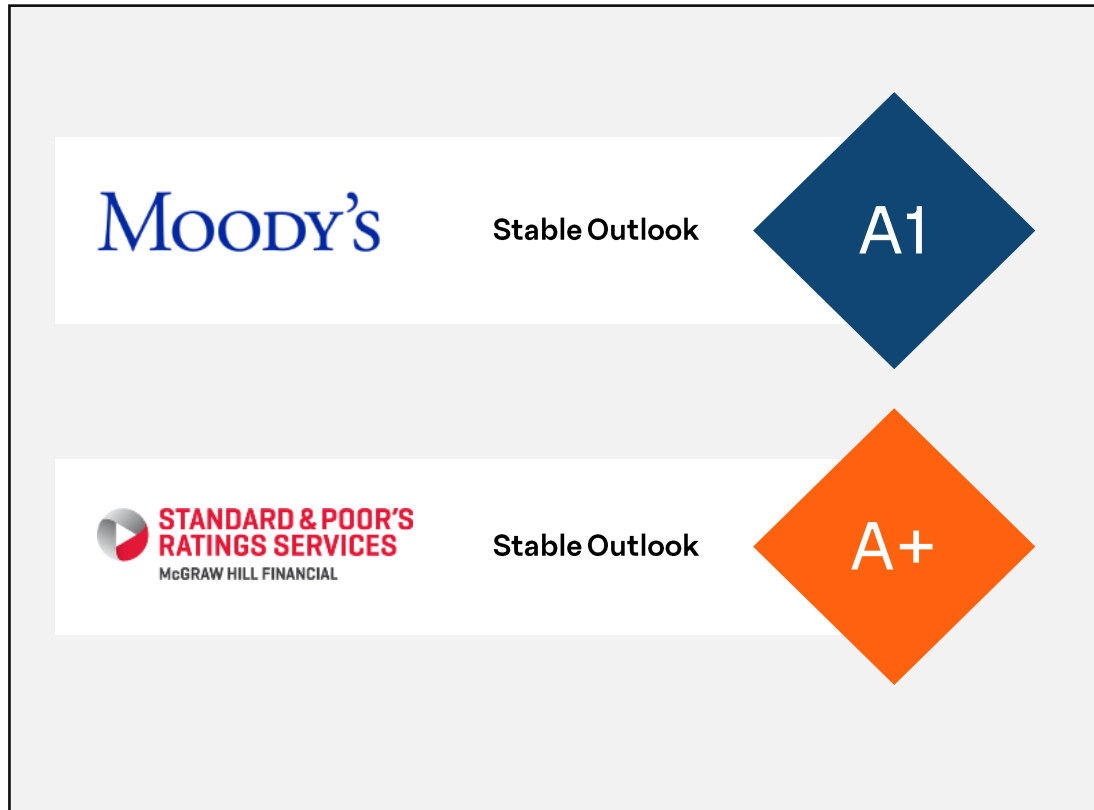 MOODY'S
Stable Outlook
A1
STANDARD & POOR'S
RATINGS SERVICES
McGRAW HILL FINANCIAL
Stable Outlook
A+